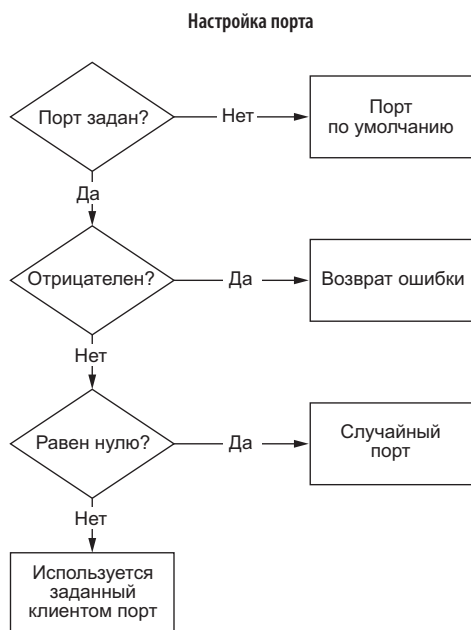 Настройка порта
Порт задан?
Нет
Порт
по умолчанию
Да
Отрицателен?
Да
Возврат ошибки
Нет
Равен нулю?
Да
Случайный
порт
Нет
Используется
заданный
клиентом порт